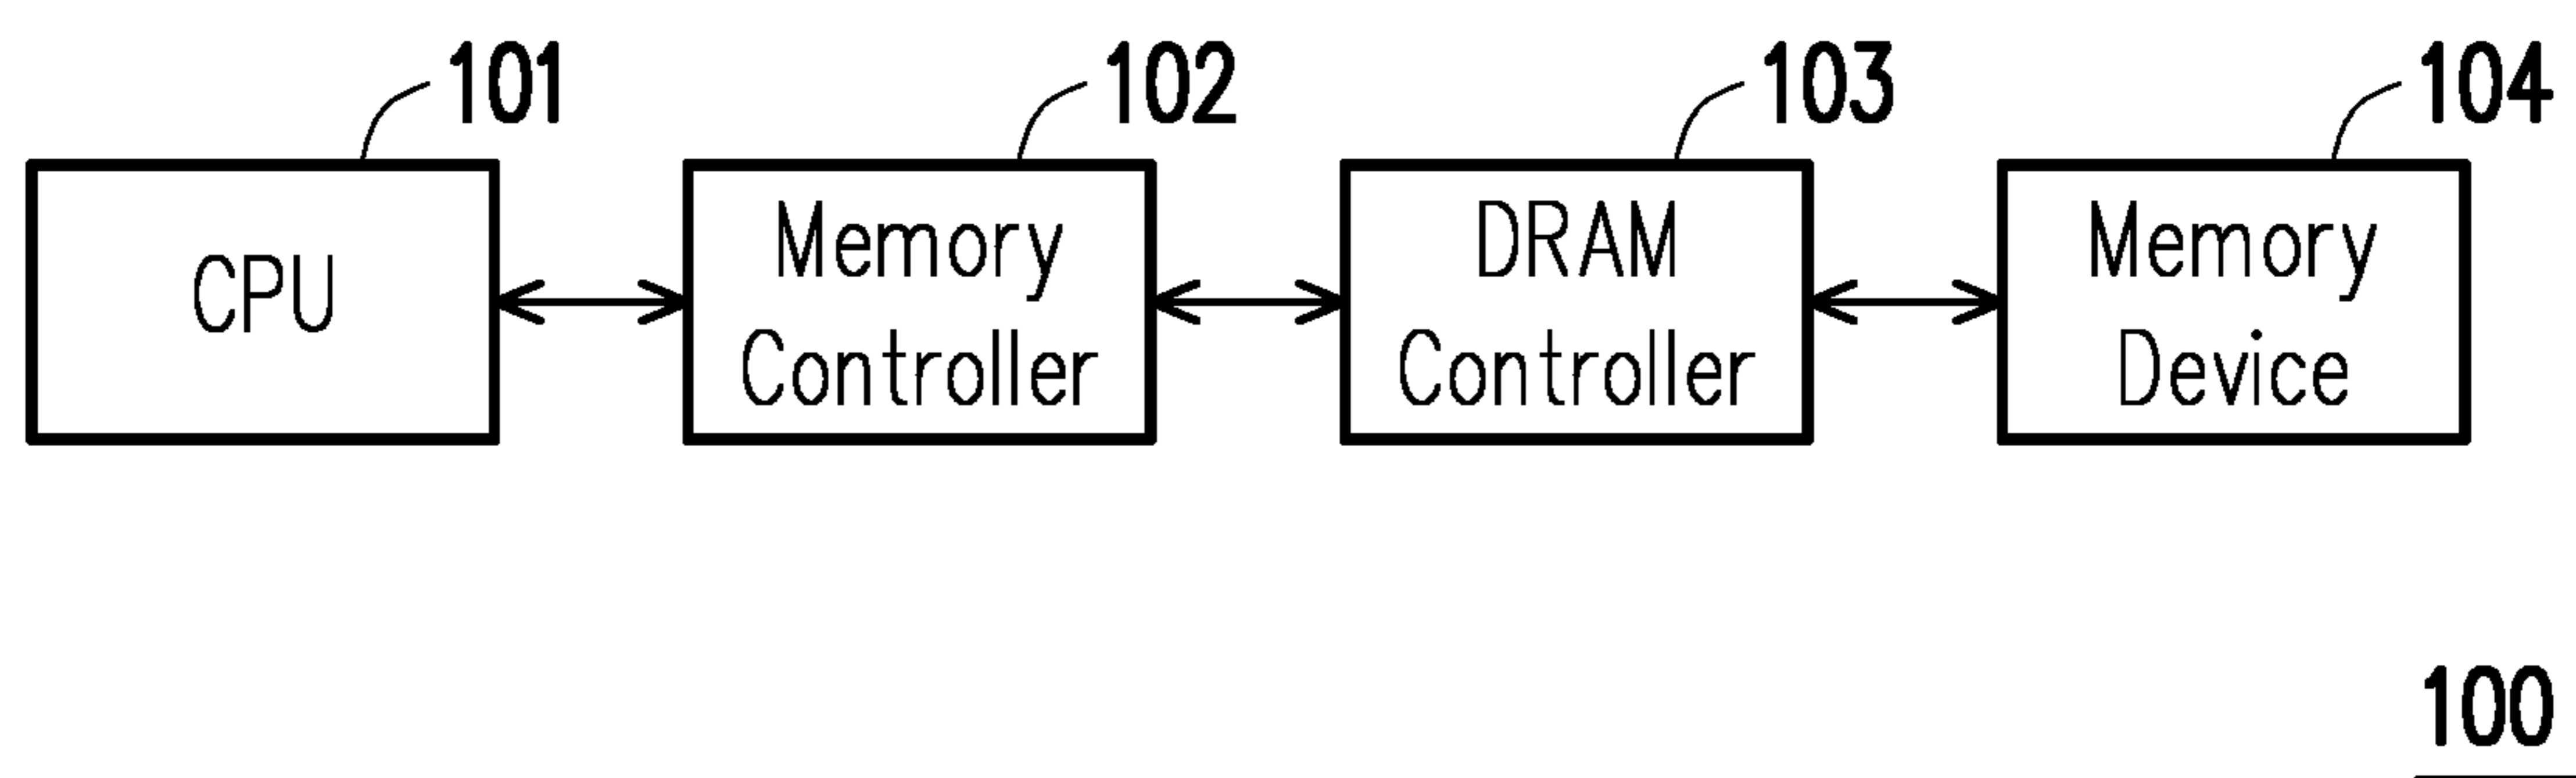 101
102
103
104
CPU
Memory
Controller
DRAM
Controller
Memory
Device
100